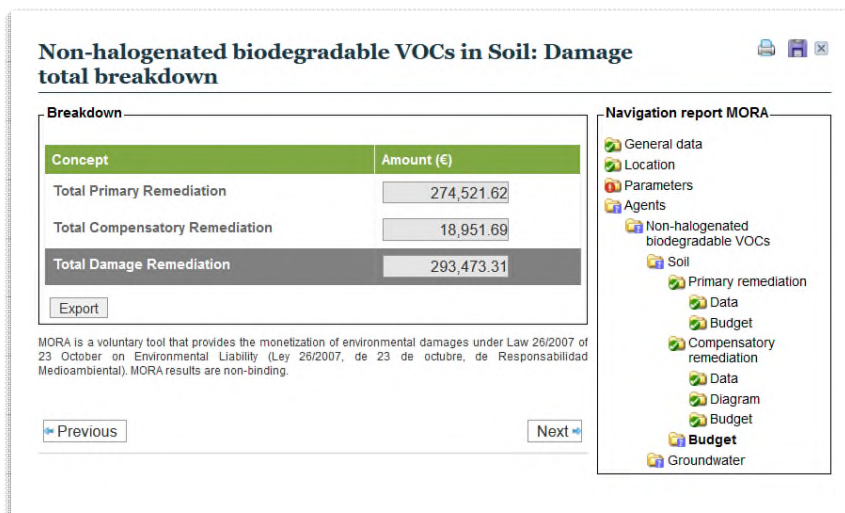 Non-halogenated biodegradable VOCs in Soil: Damage
total breakdown
Breakdown
Concept Amount (€)
Total Primary Remediation 274,521.62
Total Compensatory Remediation 18,951.69
Total Damage Remediation 293,473.31
Export
MORA is a voluntary tool that provides the monetization of environmental damages under Law 26/2007 of
23 October on Environmental Liability (Ley 26/2007, de 23 de octubre, de Responsabilidad
Medioambiental). MORA results are non-binding.
Previous
Next
Navigation report MORA
General data
Location
Parameters
Agents
Non-halogenated
biodegradable VOCs
Soil
Primary remediation
Data
Budget
Compensatory
remediation
Data
Diagram
Budget
Budget
Groundwater